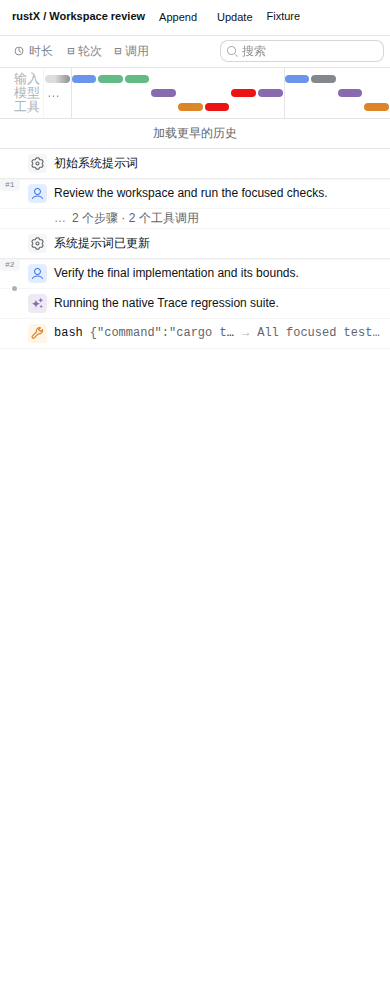 rustX / Workspace review Append Update Fixture
时长 轮次 调用 搜索
输入
模型 ...
工具
加载更早的历史
初始系统提示词
#1
Review the workspace and run the focused checks.
... 2 个步骤 · 2 个工具调用
系统提示词已更新
#2
Verify the final implementation and its bounds.
Running the native Trace regression suite.
bash {"command":"cargo t… → All focused test…